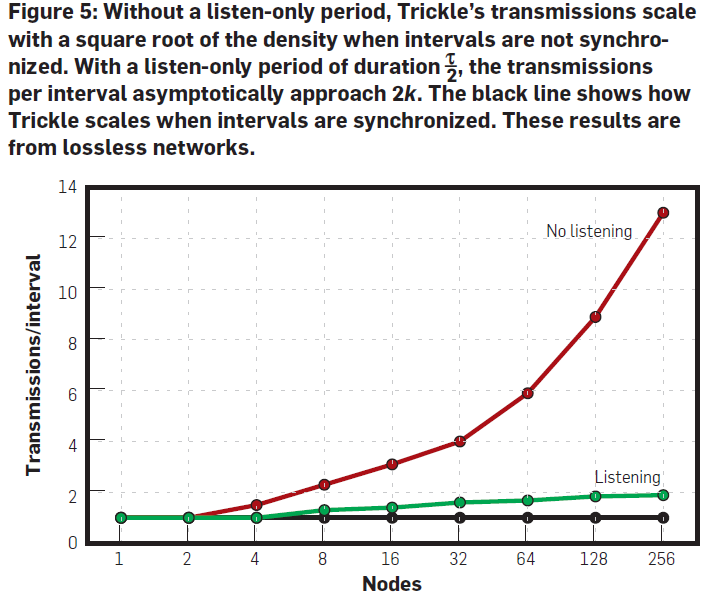 Figure 5: Without a listen-only period, Trickle’s transmissions scale
with a square root of the density when intervals are not synchro-
nized. With a listen-only period of duration τ/2, the transmissions
per interval asymptotically approach 2k. The black line shows how
Trickle scales when intervals are synchronized. These results are
from lossless networks.
14
12
10
8
6
4
2
0
Transmissions/interval
No listening
Listening
1 2 4 8 16 32 64 128 256
Nodes